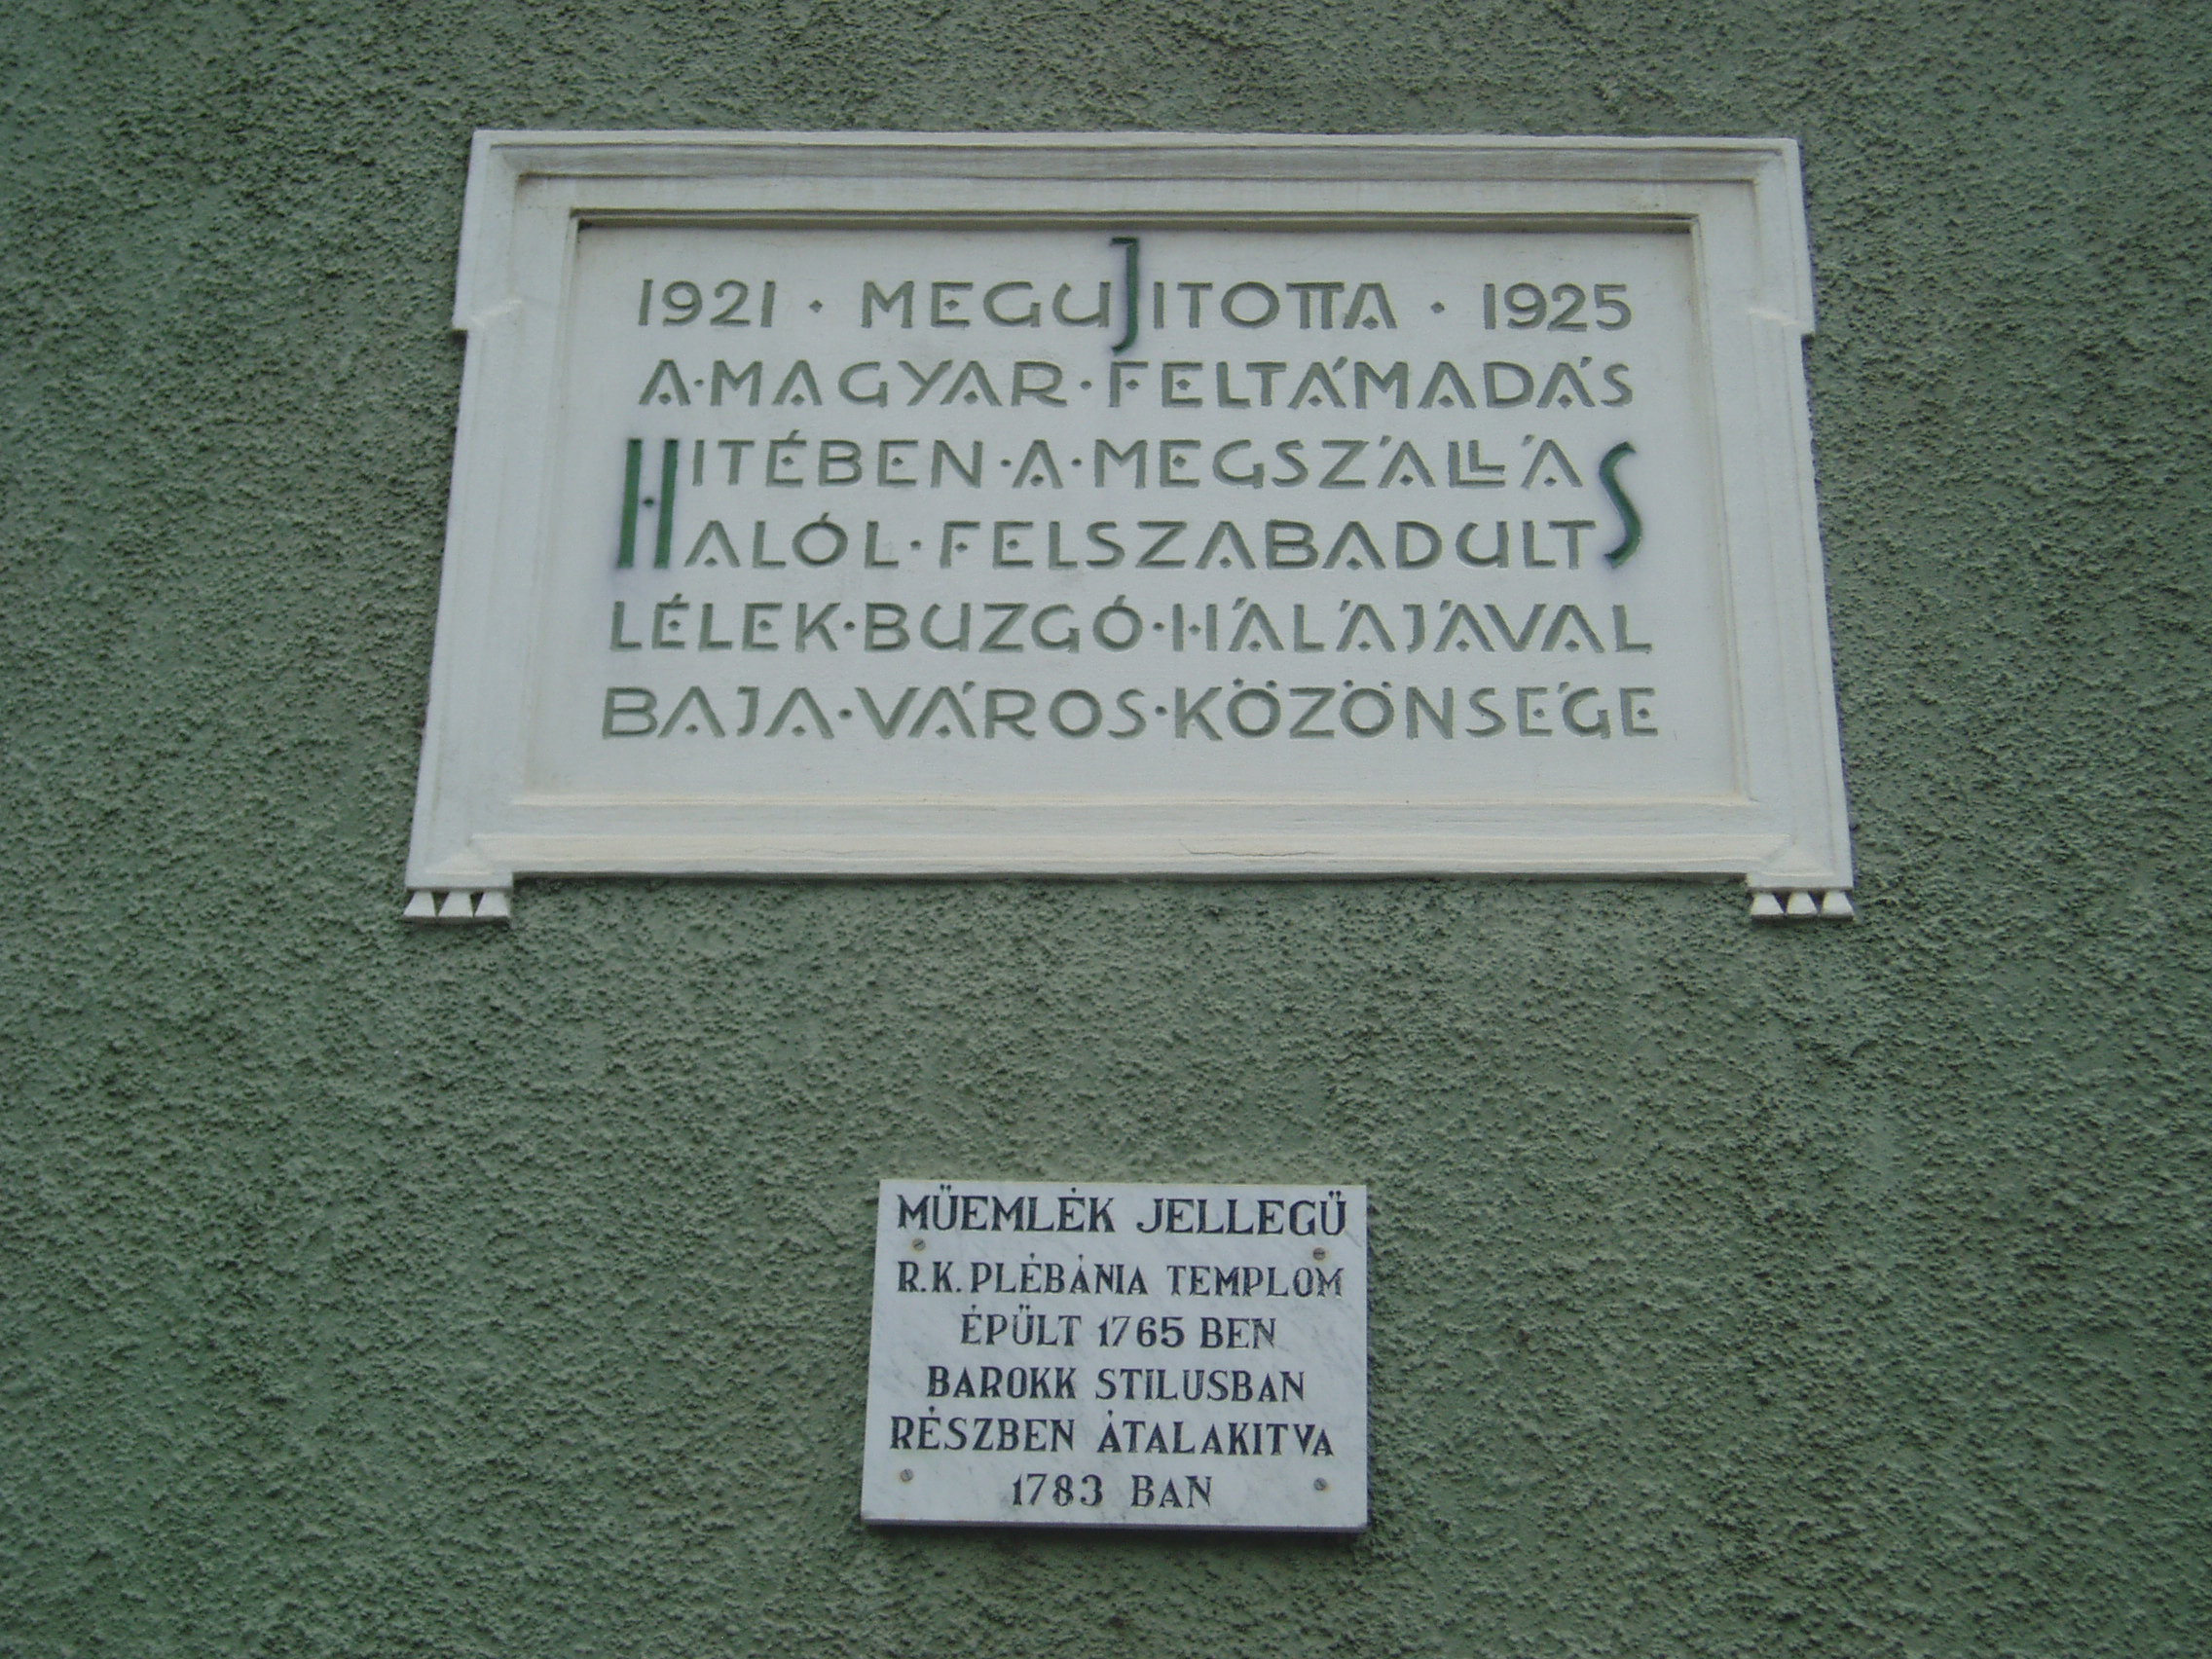 1921 · MEGUJITOTTA · 1925
A·MAGYAR·FELTÁMADÁS
HITÉBEN·A·MEGSZÁLLÁS
HALÓL·FELSZABADULT
LÉLEK·BUZGÓ·HÁLÁJÁVAL
BAJA·VÁROS·KÖZÖNSÉGE
MÜEMLÉK JELLEGÜ
R.K. PLÉBÁNIA TEMPLOM
ÉPÜLT 1765 BEN
BAROKK STILUSBAN
RÉSZBEN ÁTALAKITVA
1783 BAN